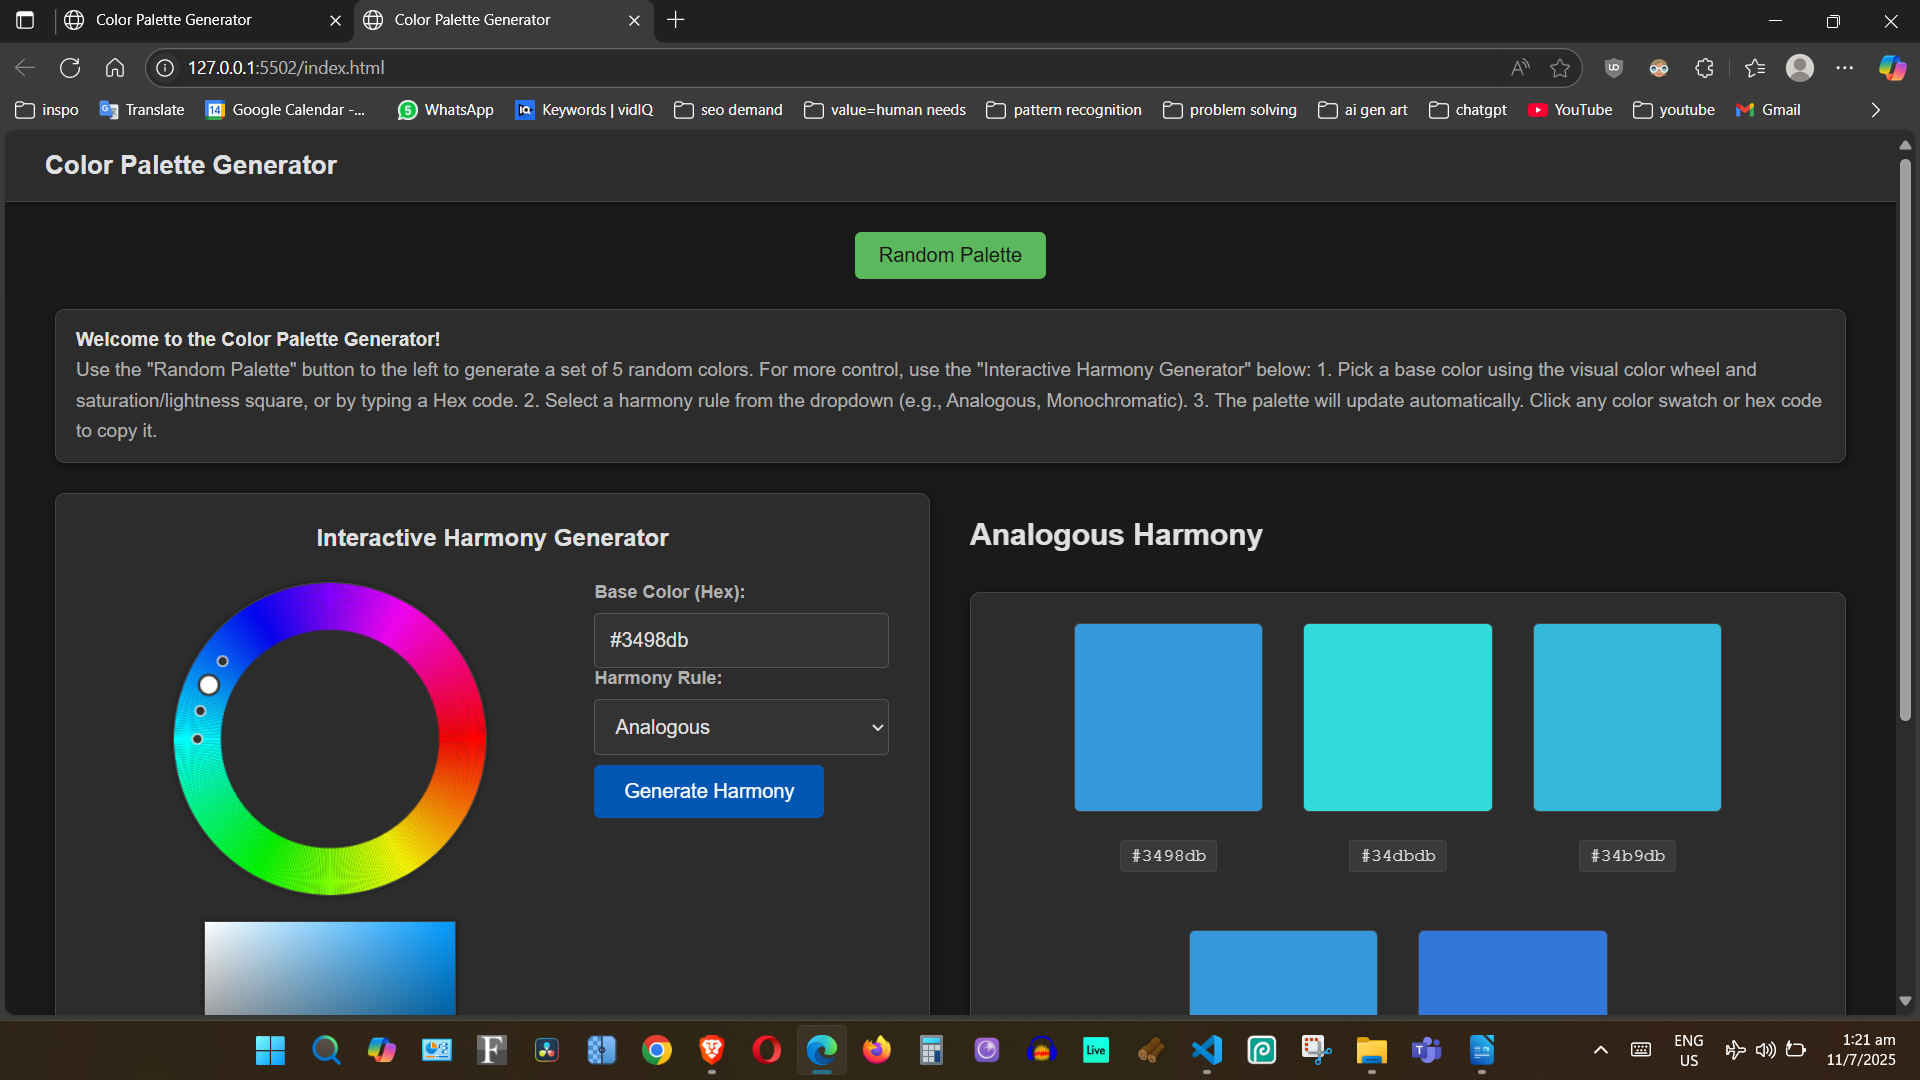 Color Palette Generator
Color Palette Generator
127.0.0.1:5502/index.html
inspo
Translate
14
Google Calendar -...
5
WhatsApp
IQ
Keywords | vidIQ
seo demand
value=human needs
pattern recognition
problem solving
ai gen art
chatgpt
YouTube
youtube
Gmail
Color Palette Generator
Random Palette
Welcome to the Color Palette Generator!
Use the "Random Palette" button to the left to generate a set of 5 random colors. For more control, use the "Interactive Harmony Generator" below: 1. Pick a base color using the visual color wheel and
saturation/lightness square, or by typing a Hex code. 2. Select a harmony rule from the dropdown (e.g., Analogous, Monochromatic). 3. The palette will update automatically. Click any color swatch or hex code
to copy it.
Interactive Harmony Generator
Base Color (Hex):
#3498db
Harmony Rule:
Analogous
Generate Harmony
Analogous Harmony
#3498db
#34dbdb
#34b9db
F
Live
ENG
US
1:21 am
11/7/2025